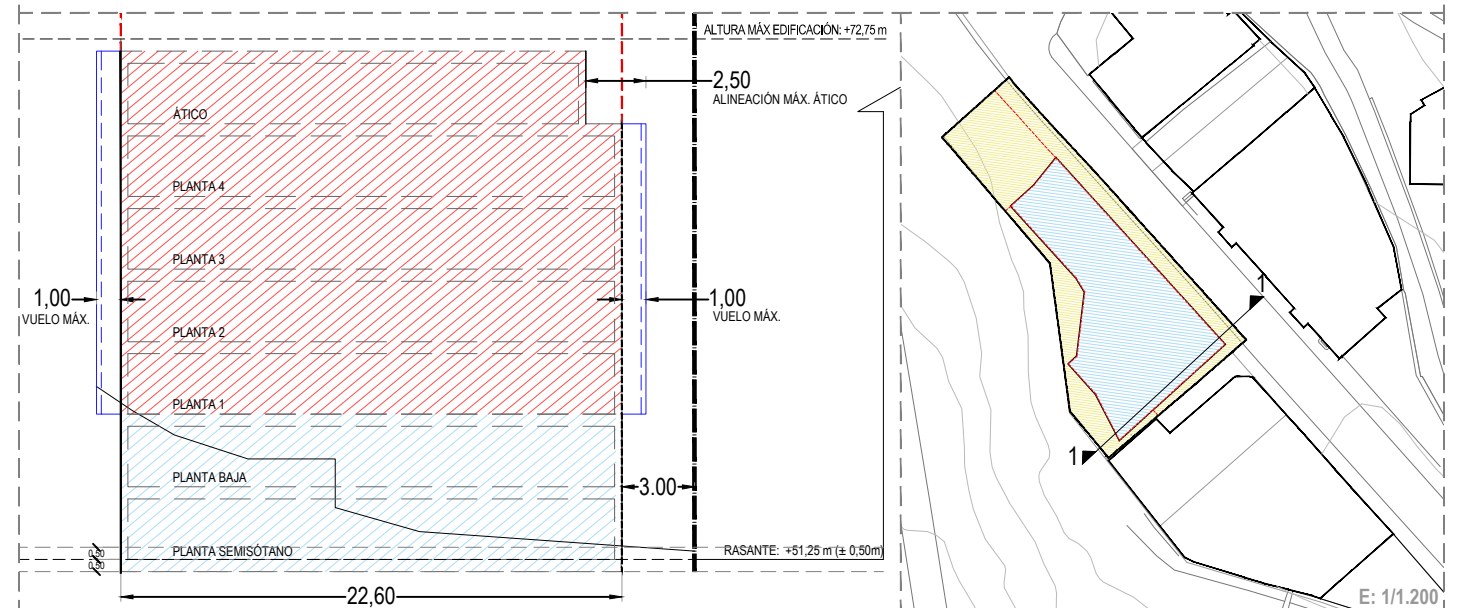 ALTURA MÁX EDIFICACIÓN: +72,75 m
2,50
ALINEACIÓN MÁX. ÁTICO
ÁTICO
PLANTA 4
PLANTA 3
1,00
VUELO MÁX.
1,00
VUELO MÁX.
PLANTA 2
PLANTA 1
PLANTA BAJA
3.00
PLANTA SEMISÓTANO
RASANTE: +51,25 m (± 0,50m)
0,50
0,50
22,60
1
1
E: 1/1.200